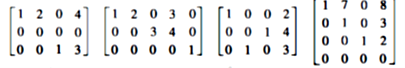 1 2 0 4
0 0 0 0
0 0 1 3
1 2 0 3 0
0 0 3 4 0
0 0 0 0 1
1 0 0 2
0 0 1 4
0 1 0 3
1 7 0 8
0 1 0 3
0 0 1 2
0 0 0 0